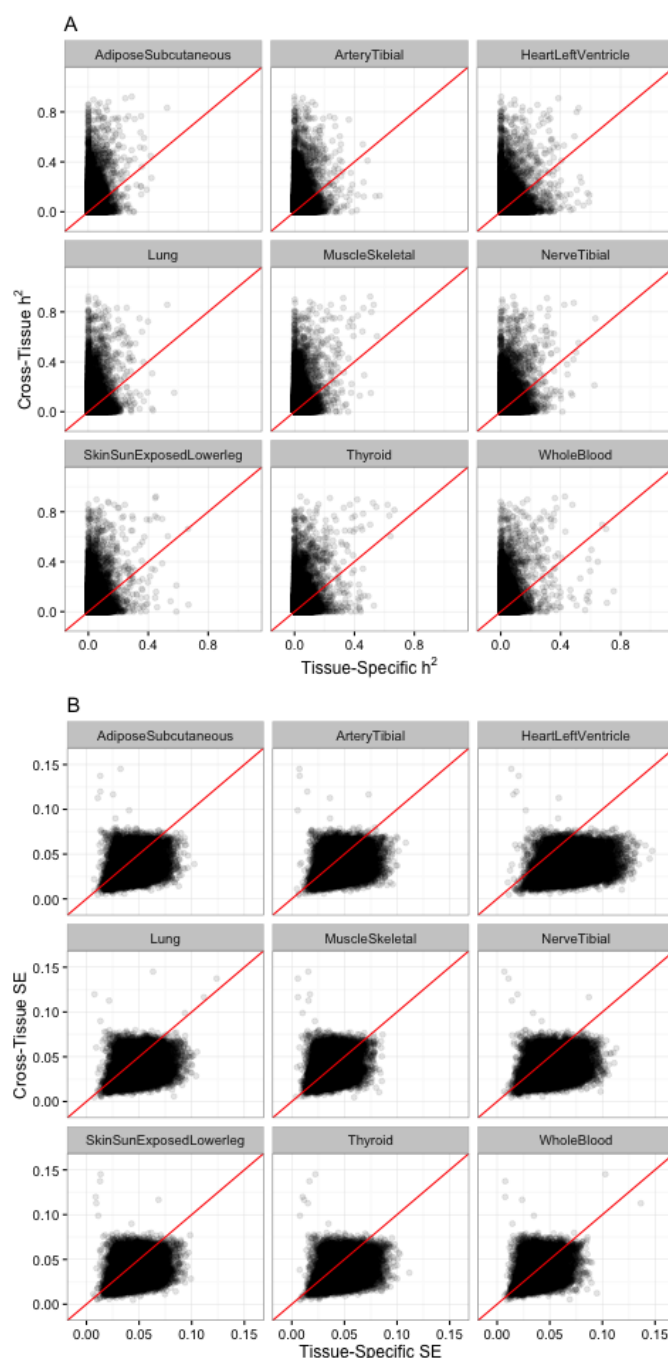 A
AdiposeSubcutaneous ArteryTibial HeartLeftVentricle
0.8
0.4
0.0
Lung MuscleSkeletal NerveTibial
0.8
0.4
0.0
Cross-Tissue h²
SkinSunExposedLowerleg Thyroid WholeBlood
0.8
0.4
0.0
0.0 0.4 0.8 0.0 0.4 0.8 0.0 0.4 0.8
Tissue-Specific h²
B
AdiposeSubcutaneous ArteryTibial HeartLeftVentricle
0.15
0.10
0.05
0.00
Lung MuscleSkeletal NerveTibial
0.15
0.10
0.05
0.00
Cross-Tissue SE
SkinSunExposedLowerleg Thyroid WholeBlood
0.15
0.10
0.05
0.00
0.00 0.05 0.10 0.15 0.00 0.05 0.10 0.15 0.00 0.05 0.10 0.15
Tissue-Specific SE